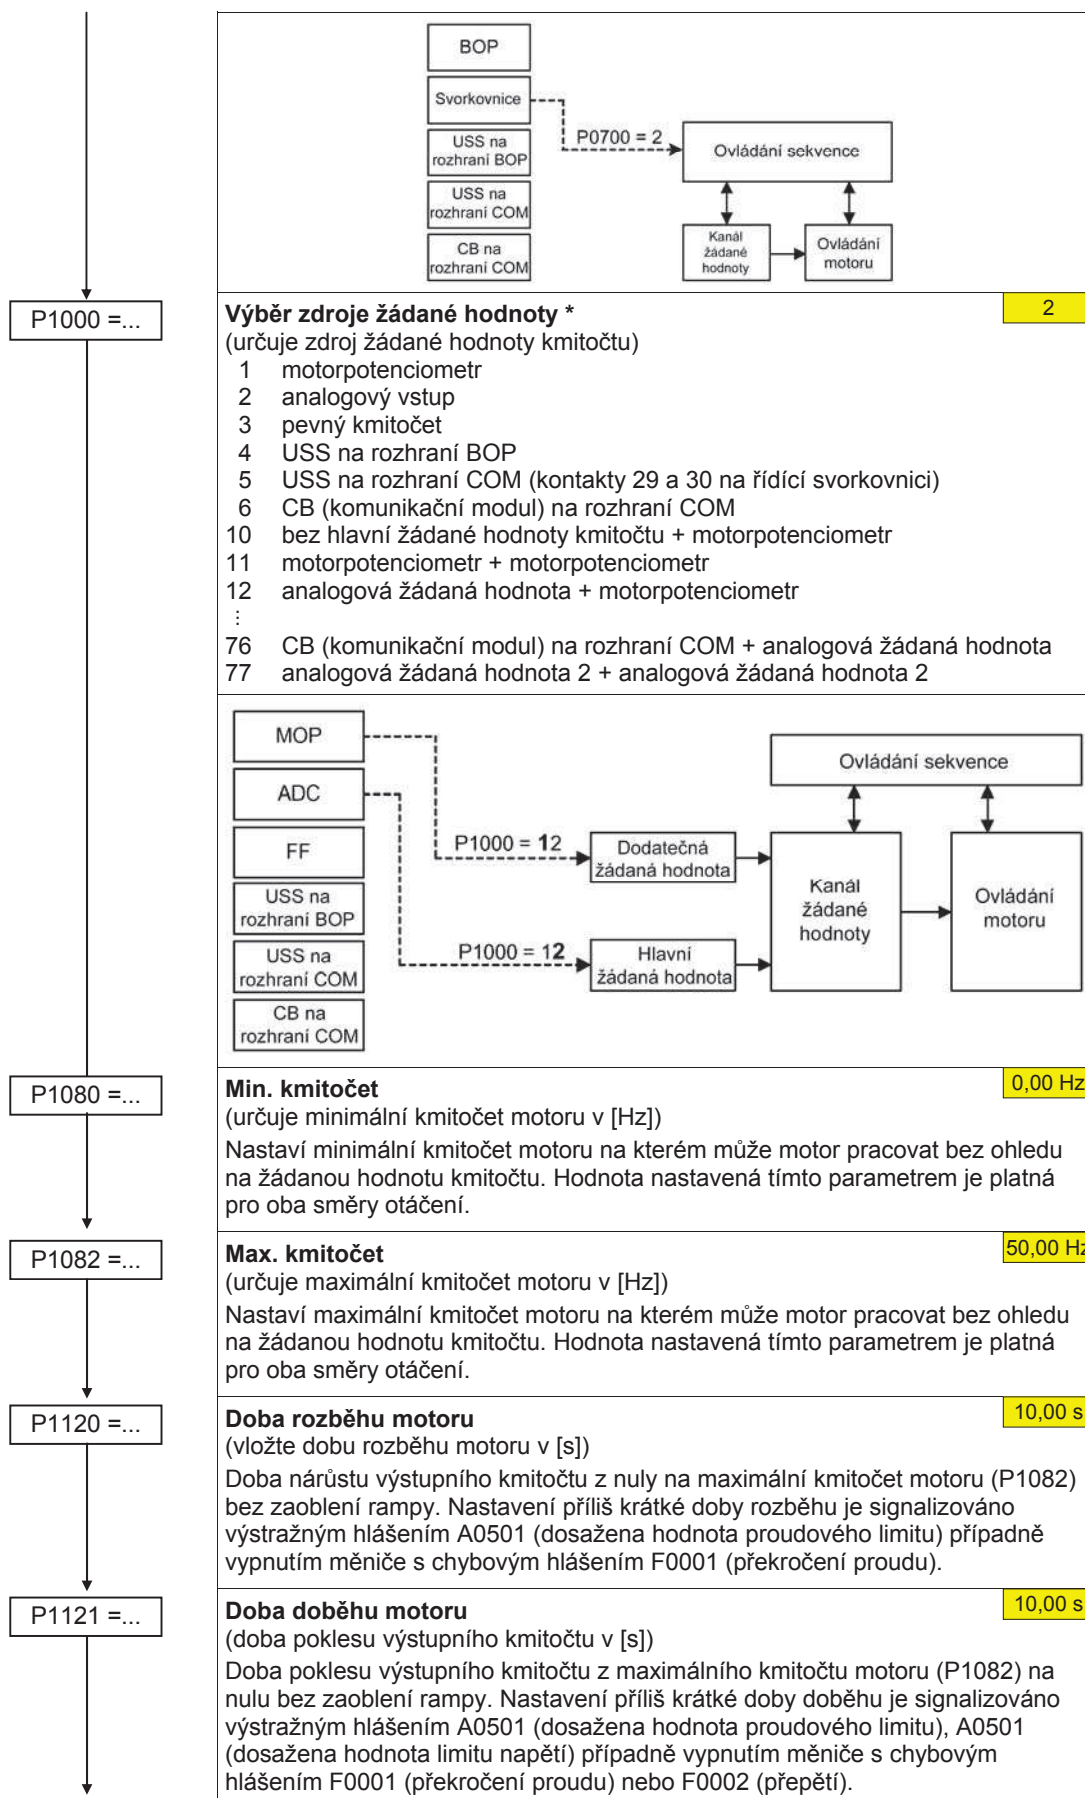 BOP
Svorkovnice
USS na
rozhraní BOP
USS na
rozhraní COM
CB na
rozhraní COM
P0700 = 2
Ovládání sekvence
Kanál
žádané
hodnoty
Ovládání
motoru
P1000 =...
Výběr zdroje žádané hodnoty *
2
(určuje zdroj žádané hodnoty kmitočtu)
1 motorpotenciometr
2 analogový vstup
3 pevný kmitočet
4 USS na rozhraní BOP
5 USS na rozhraní COM (kontakty 29 a 30 na řídící svorkovnici)
6 CB (komunikační modul) na rozhraní COM
10 bez hlavní žádané hodnoty kmitočtu + motorpotenciometr
11 motorpotenciometr + motorpotenciometr
12 analogová žádaná hodnota + motorpotenciometr
⋮
76 CB (komunikační modul) na rozhraní COM + analogová žádaná hodnota
77 analogová žádaná hodnota 2 + analogová žádaná hodnota 2
MOP
ADC
FF
USS na
rozhraní BOP
USS na
rozhraní COM
CB na
rozhraní COM
P1000 = 12
P1000 = 12
Dodatečná
žádaná hodnota
Hlavní
žádaná hodnota
Ovládání sekvence
Kanál
žádané
hodnoty
Ovládání
motoru
P1080 =...
Min. kmitočet
0,00 Hz
(určuje minimální kmitočet motoru v [Hz])
Nastaví minimální kmitočet motoru na kterém může motor pracovat bez ohledu
na žádanou hodnotu kmitočtu. Hodnota nastavená tímto parametrem je platná
pro oba směry otáčení.
P1082 =...
Max. kmitočet
50,00 Hz
(určuje maximální kmitočet motoru v [Hz])
Nastaví maximální kmitočet motoru na kterém může motor pracovat bez ohledu
na žádanou hodnotu kmitočtu. Hodnota nastavená tímto parametrem je platná
pro oba směry otáčení.
P1120 =...
Doba rozběhu motoru
10,00 s
(vložte dobu rozběhu motoru v [s])
Doba nárůstu výstupního kmitočtu z nuly na maximální kmitočet motoru (P1082)
bez zaoblení rampy. Nastavení příliš krátké doby rozběhu je signalizováno
výstražným hlášením A0501 (dosažena hodnota proudového limitu) případně
vypnutím měniče s chybovým hlášením F0001 (překročení proudu).
P1121 =...
Doba doběhu motoru
10,00 s
(doba poklesu výstupního kmitočtu v [s])
Doba poklesu výstupního kmitočtu z maximálního kmitočtu motoru (P1082) na
nulu bez zaoblení rampy. Nastavení příliš krátké doby doběhu je signalizováno
výstražným hlášením A0501 (dosažena hodnota proudového limitu), A0501
(dosažena hodnota limitu napětí) případně vypnutím měniče s chybovým
hlášením F0001 (překročení proudu) nebo F0002 (přepětí).